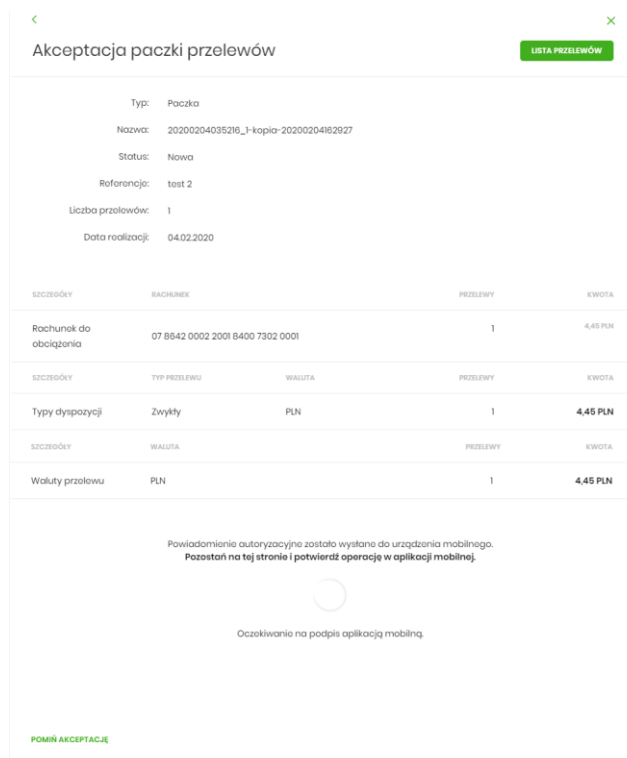 Akceptacja paczki przelewów
LISTA PRZELEWÓW
Typ: Paczka
Nazwa: 20200204035216_1-kopia-20200204162927
Status: Nowa
Referencje: test 2
Liczba przelewów: 1
Data realizacji: 04.02.2020
SZCZEGÓŁY RACHUNEK PRZELEWY KWOTA
Rachunek do
obciążenia
07 8642 0002 2001 8400 7302 0001 1 4,45 PLN
SZCZEGÓŁY TYP PRZELEWU WALUTA PRZELEWY KWOTA
Typy dyspozycji Zwykły PLN 1 4,45 PLN
SZCZEGÓŁY WALUTA PRZELEWY KWOTA
Waluty przelewu PLN 1 4,45 PLN
Powiadomienie autoryzacyjne zostało wysłane do urządzenia mobilnego.
Pozostań na tej stronie i potwierdź operację w aplikacji mobilnej.
Oczekiwanie na podpis aplikacją mobilną.
POMIŃ AKCEPTACJĘ